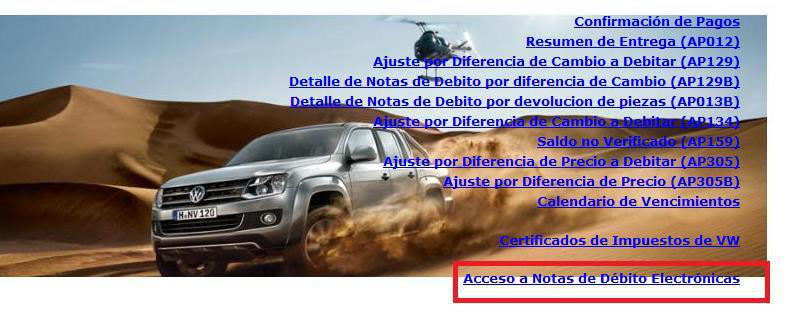 Confirmación de Pagos
Resumen de Entrega (AP012)
Ajuste por Diferencia de Cambio a Debitar (AP129)
Detalle de Notas de Debito por diferencia de Cambio (AP129B)
Detalle de Notas de Debito por devolucion de piezas (AP013B)
Ajuste por Diferencia de Cambio a Debitar (AP134)
Saldo no Verificado (AP159)
Ajuste por Diferencia de Precio a Debitar (AP305)
Ajuste por Diferencia de Precio (AP305B)
Calendario de Vencimientos
H·NV 120
Certificados de Impuestos de VW
Acceso a Notas de Débito Electrónicas